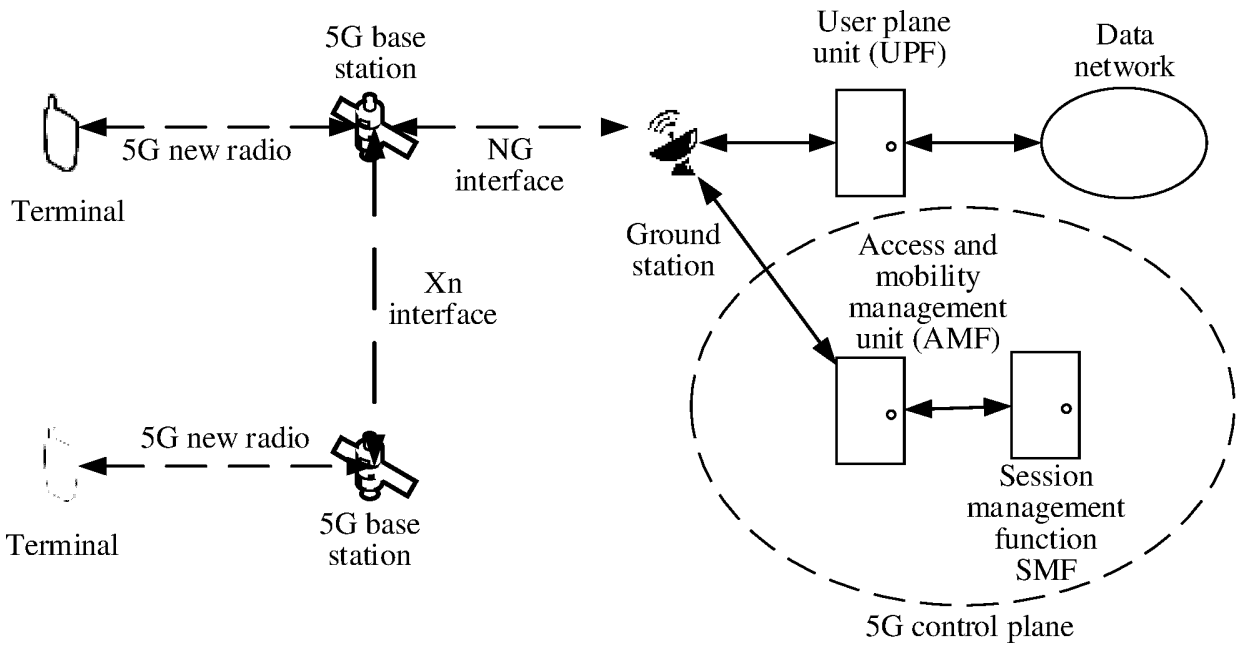 5G base
station
User plane
unit (UPF)
Data
network
5G new radio
NG
interface
Terminal
Ground
station
Xn
interface
Access and
mobility
management
unit (AMF)
5G new radio
Terminal
5G base
station
Session
management
function
SMF
5G control plane